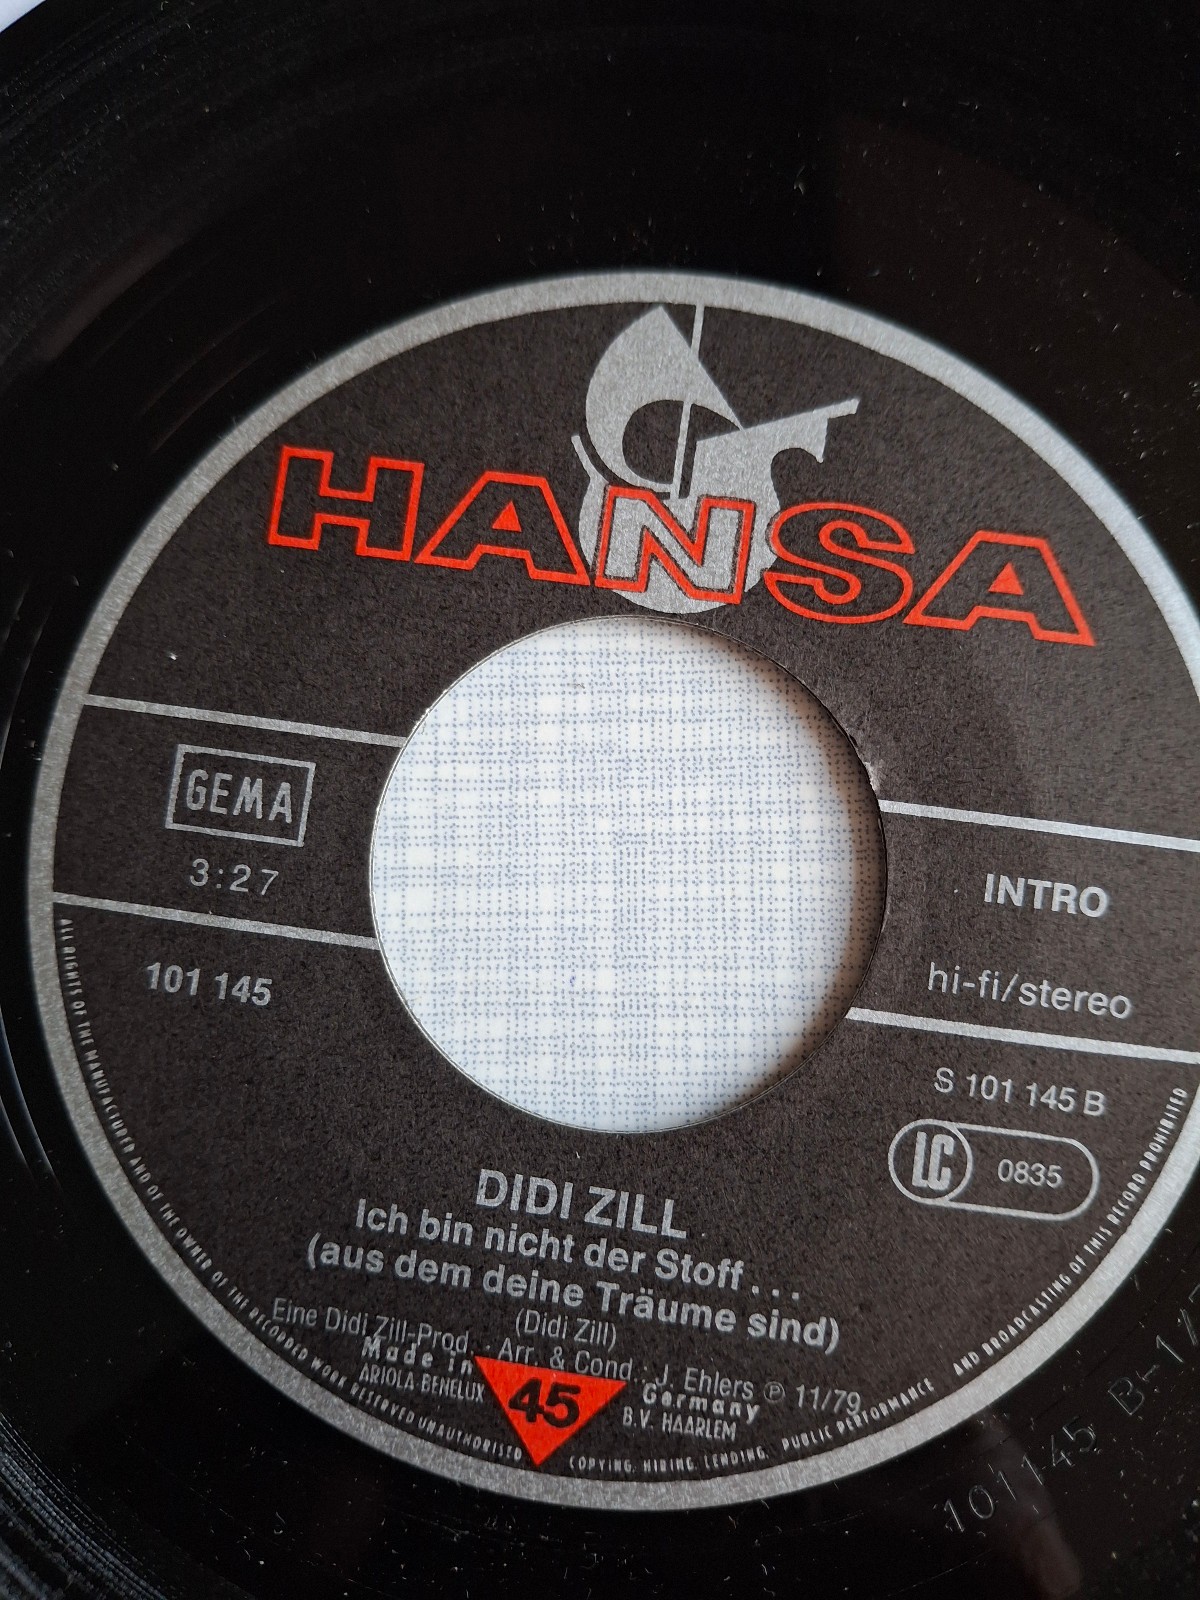 HANSA
GEMA
3:27
101 145
INTRO
hi-fi/stereo
S 101 145 B
LC 0835
DIDI ZILL
Ich bin nicht der Stoff...
(aus dem deine Träume sind)
(Didi Zill)
Eine Didi Zill-Prod. · Arr. & Cond.: J. Ehlers ℗ 11/79
Made in Germany
ARIOLA BENELUX B.V. HAARLEM
45
ALL RIGHTS OF THE MANUFACTURER AND OF THE OWNER OF THE RECORDED WORK RESERVED UNAUTHORISED COPYING, HIRING, LENDING, PUBLIC PERFORMANCE AND BROADCASTING OF THIS RECORD PROHIBITED
101145 B-1/